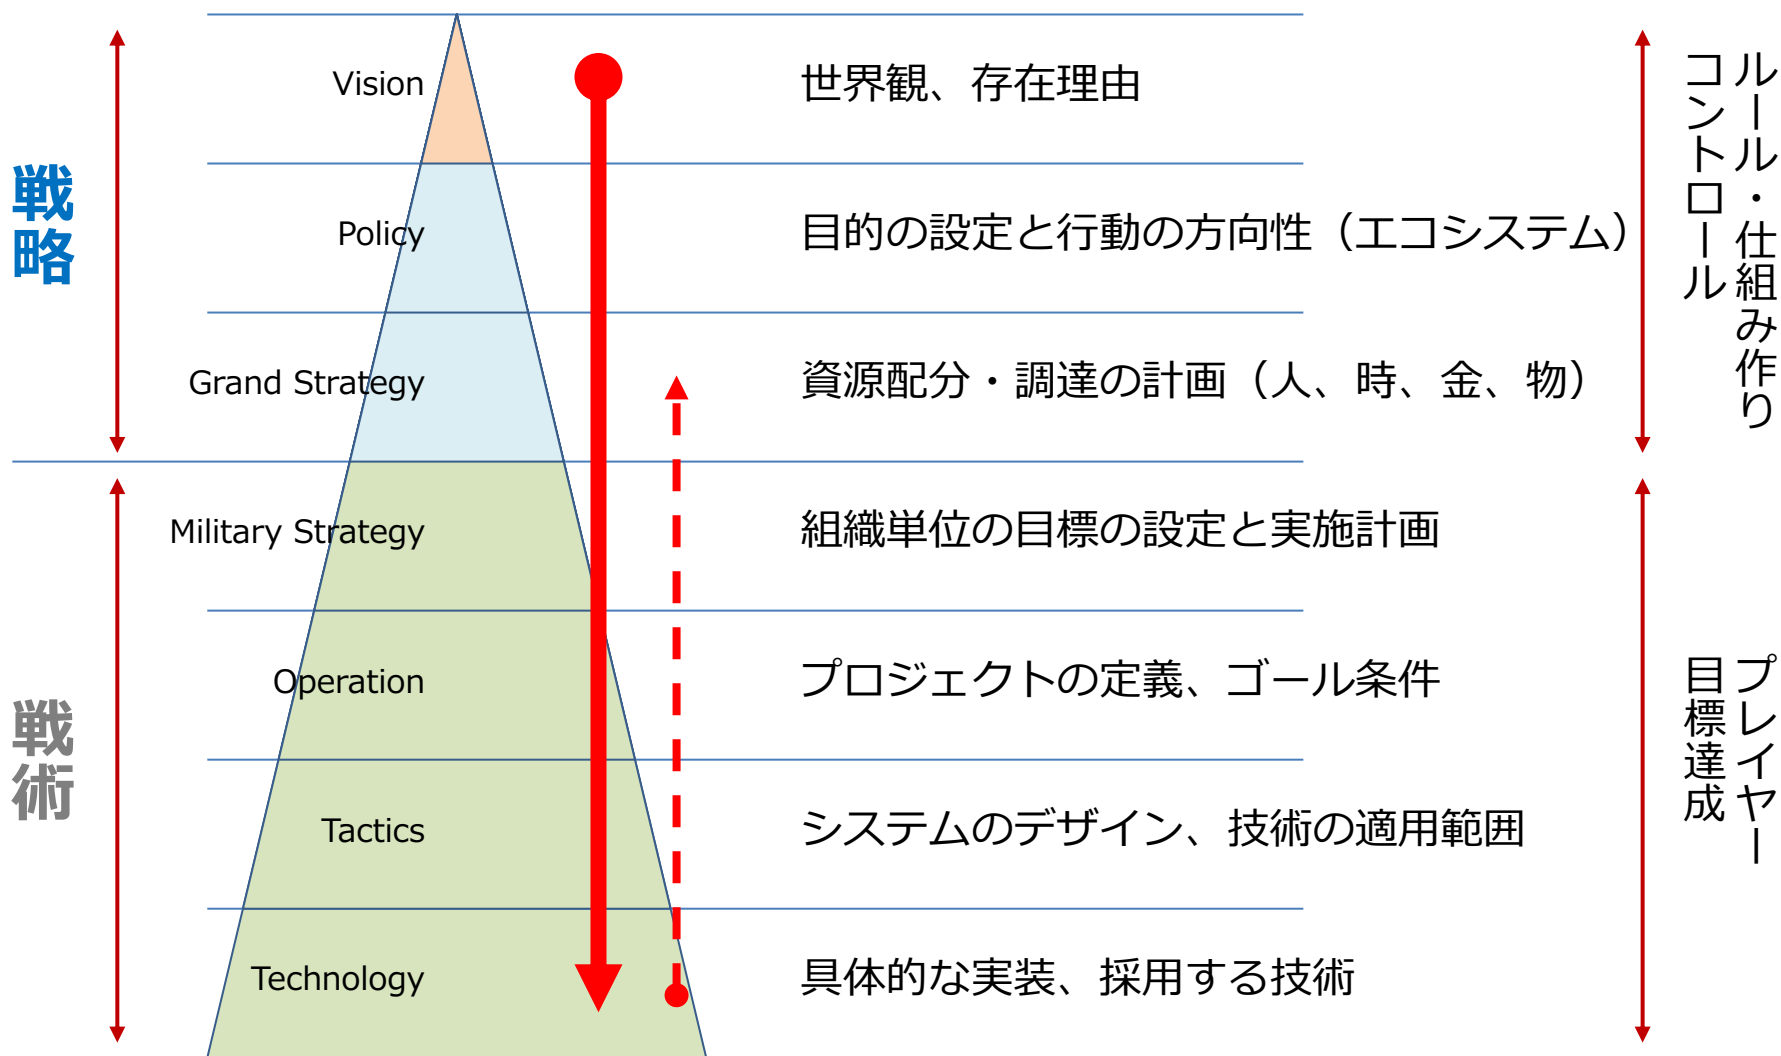 戦略
Vision
世界観、存在理由
Policy
目的の設定と行動の方向性（エコシステム）
Grand Strategy
資源配分・調達の計画（人、時、金、物）
ルール・仕組み作り
コントロール
戦術
Military Strategy
組織単位の目標の設定と実施計画
Operation
プロジェクトの定義、ゴール条件
Tactics
システムのデザイン、技術の適用範囲
Technology
具体的な実装、採用する技術
プレイヤー
目標達成